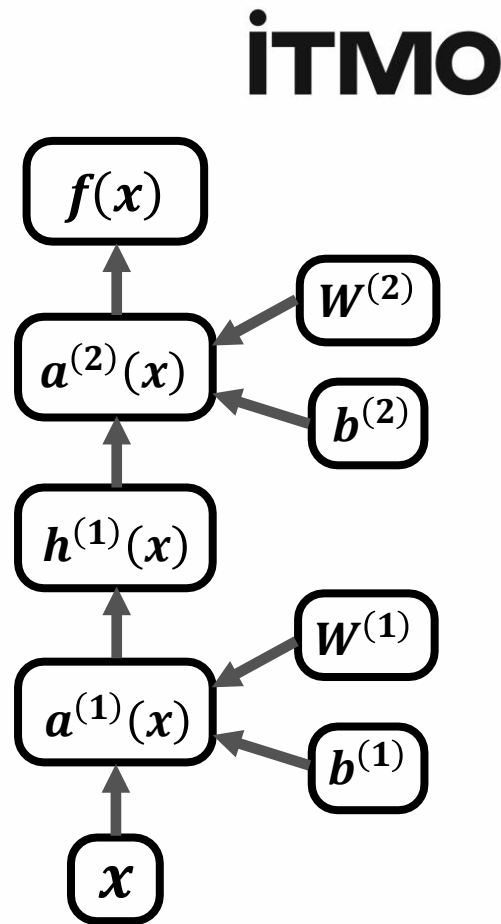 iTMO
f(x)
W^(2)
a^(2)(x)
b^(2)
h^(1)(x)
W^(1)
a^(1)(x)
b^(1)
x